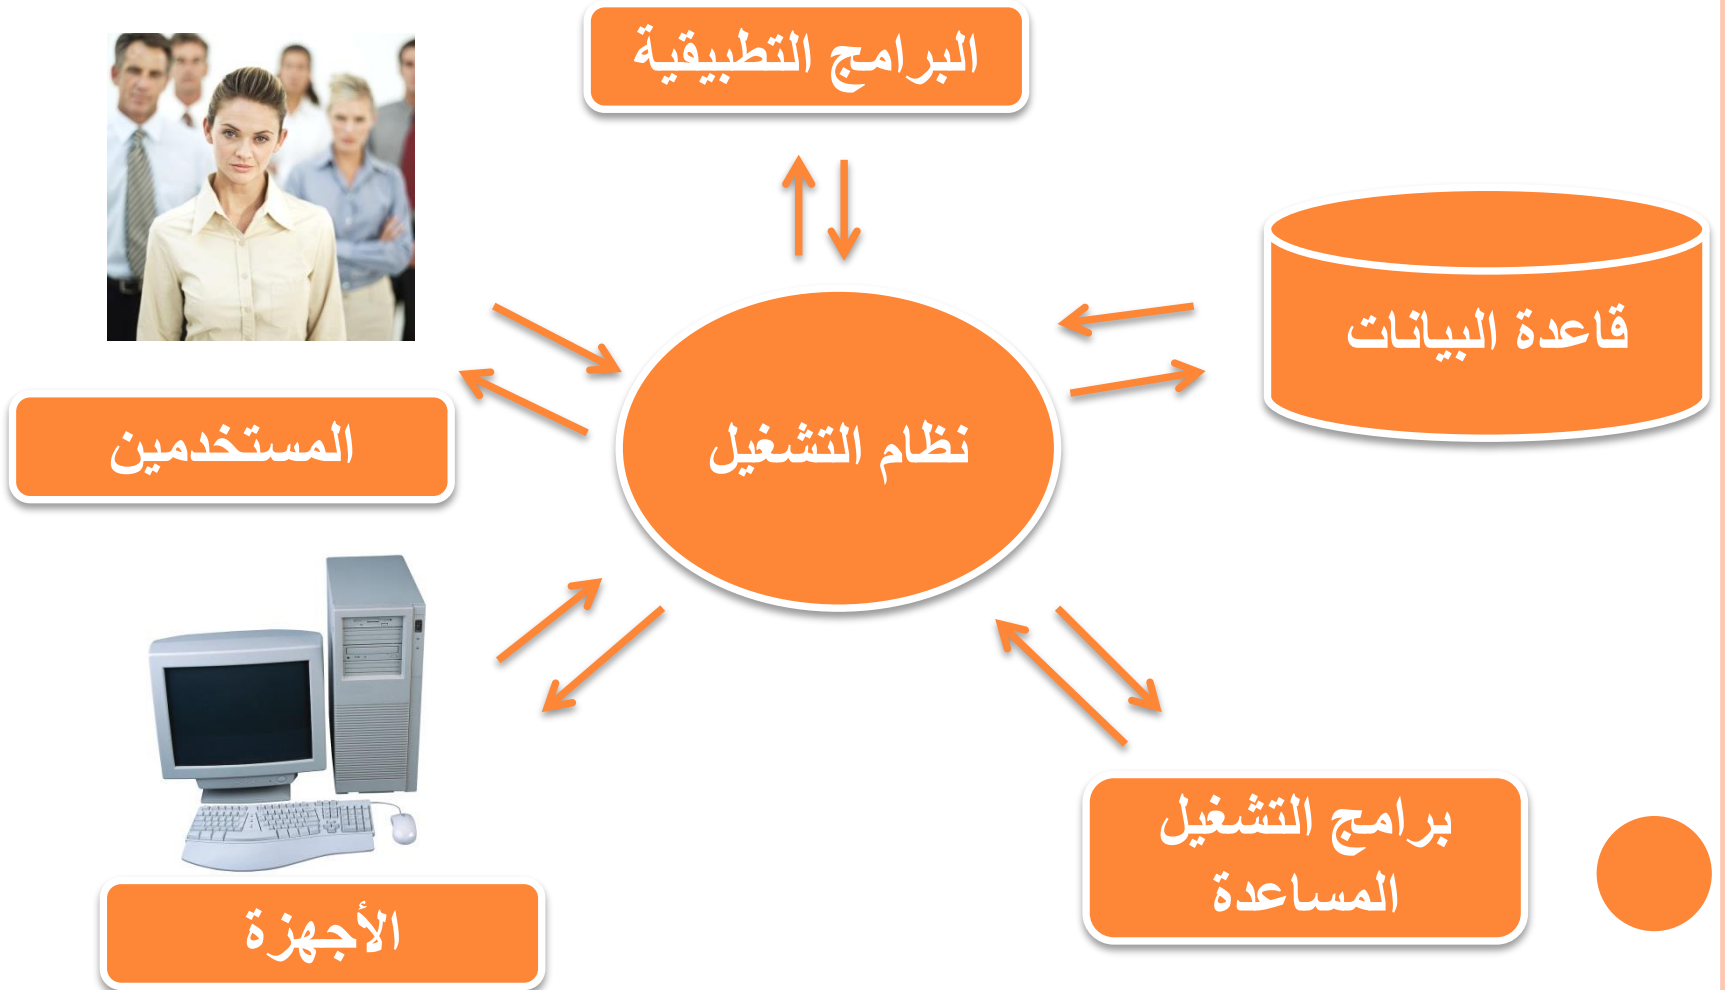 البرامج التطبيقية
قاعدة البيانات
نظام التشغيل
المستخدمين
برامج التشغيل
المساعدة
الأجهزة